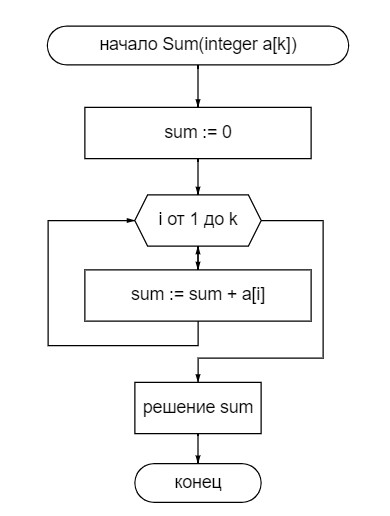 начало Sum(integer a[k])
sum := 0
i от 1 до k
sum := sum + a[i]
решение sum
конец